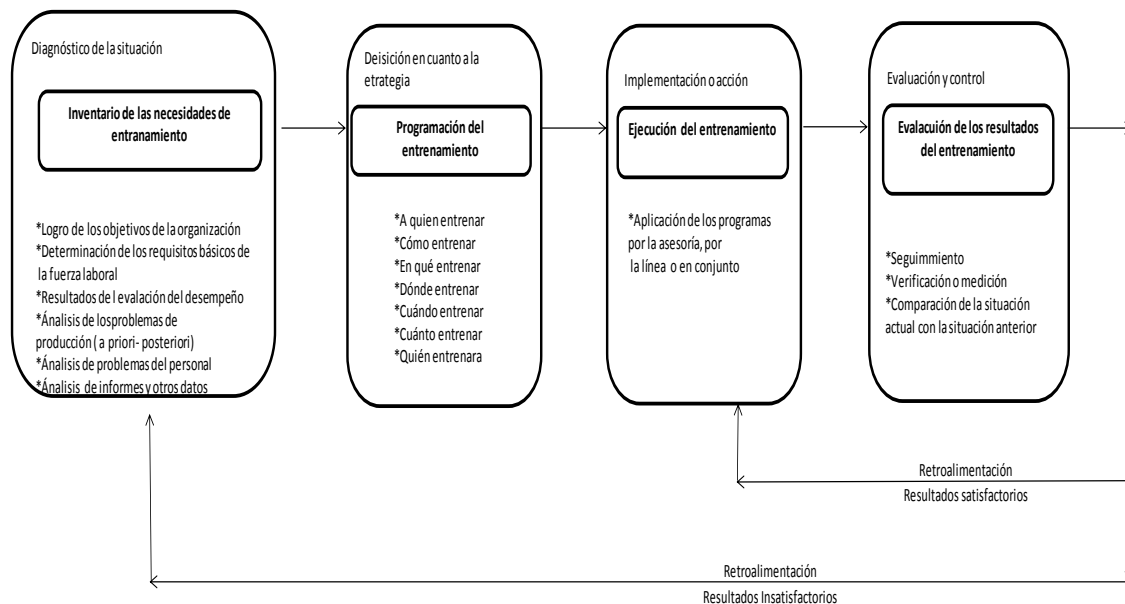 Diagnóstico de la situación
Inventario de las necesidades de
entranamiento
*Logro de los objetivos de la organización
*Determinación de los requisitos básicos de
la fuerza laboral
*Resultados de l evalación del desempeño
*Ánalisis de losproblemas de
producción ( a priori- posteriori)
*Ánalisis de problemas del personal
*Ánalisis de informes y otros datos
Deisición en cuanto a la
etrategia
Programación del
entrenamiento
*A quien entrenar
*Cómo entrenar
*En qué entrenar
*Dónde entrenar
*Cuándo entrenar
*Cuánto entrenar
*Quién entrenara
Implementación o acción
Ejecución del entrenamiento
*Aplicación de los programas
por la asesoría, por
la línea o en conjunto
Evaluación y control
Evalacución de los resultados
del entrenamiento
*Seguimmiento
*Verificación o medición
*Comparación de la situación
actual con la situación anterior
Retroalimentación
Resultados satisfactorios
Retroalimentación
Resultados Insatisfactorios